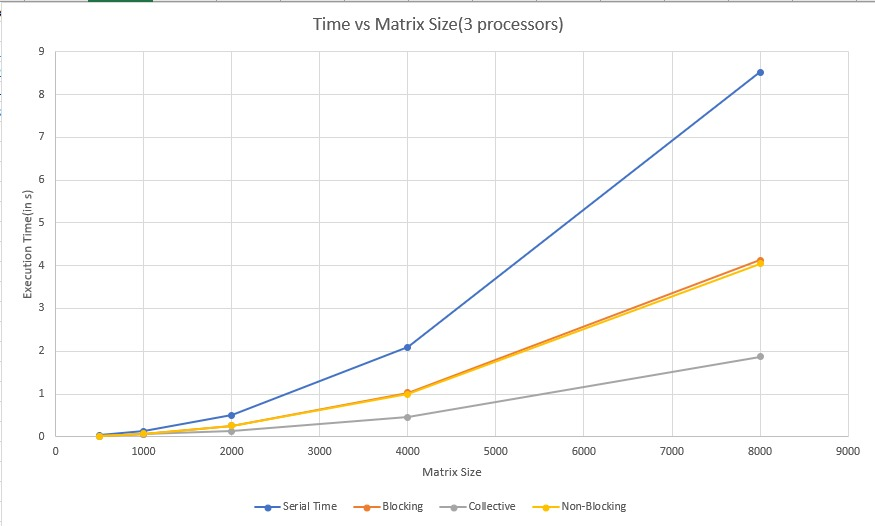 Time vs Matrix Size(3 processors)
9
8
7
6
5
4
3
2
1
0
Execution Time(in s)
0 1000 2000 3000 4000 5000 6000 7000 8000 9000
Matrix Size
Serial Time Blocking Collective Non-Blocking